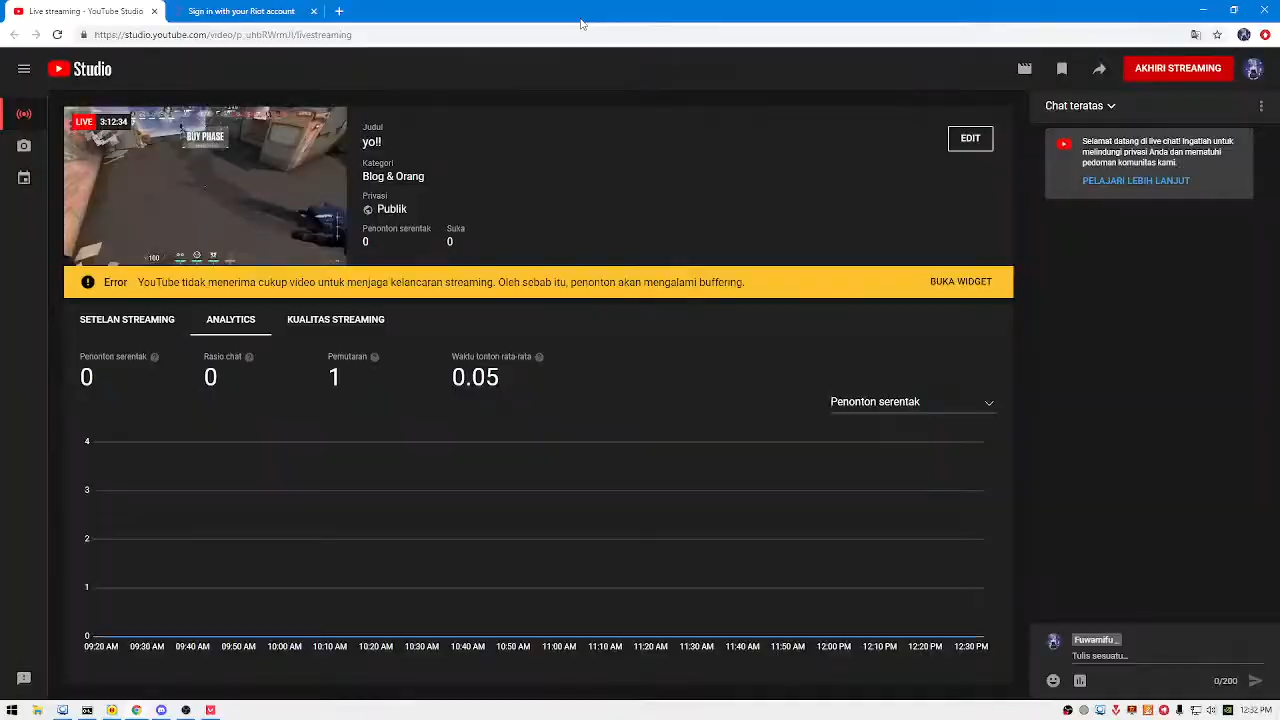 Live streaming - YouTube Studio
Sign in with your Riot account
Studio
AKHIRI STREAMING
LIVE 3:12:34
BUY PHASE
100
Judul
yo!!
Kategori
Blog & Orang
Privasi
Publik
Penonton serentak Suka
0 0
EDIT
Error YouTube tidak menerima cukup video untuk menjaga kelancaran streaming. Oleh sebab itu, penonton akan mengalami buffering. BUKA WIDGET
SETELAN STREAMING ANALYTICS KUALITAS STREAMING
Penonton serentak Rasio chat Pemutaran Waktu tonton rata-rata
0 0 1 0.05
Penonton serentak
4
3
2
1
0
09:20 AM 09:30 AM 09:40 AM 09:50 AM 10:00 AM 10:10 AM 10:20 AM 10:30 AM 10:40 AM 10:50 AM 11:00 AM 11:10 AM 11:20 AM 11:30 AM 11:40 AM 11:50 AM 12:00 PM 12:10 PM 12:20 PM 12:30 PM
Chat teratas
Selamat datang di live chat! Ingatlah untuk
melindungi privasi Anda dan mematuhi
pedoman komunitas kami.
PELAJARI LEBIH LANJUT
Fuwamifu _
Tulis sesuatu...
0/200
12:32 PM